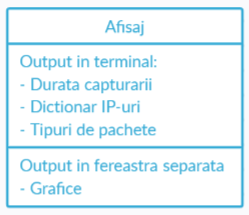 Afisaj
Output in terminal:
- Durata capturarii
- Dictionar IP-uri
- Tipuri de pachete
Output in fereastra separata
- Grafice